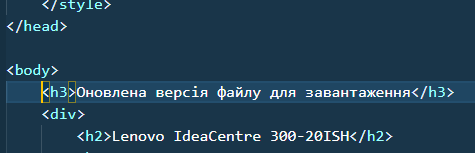 </style>
</head>
<body>
<h3>Оновлена версія файлу для завантаження</h3>
<div>
<h2>Lenovo IdeaCentre 300-20ISH</h2>